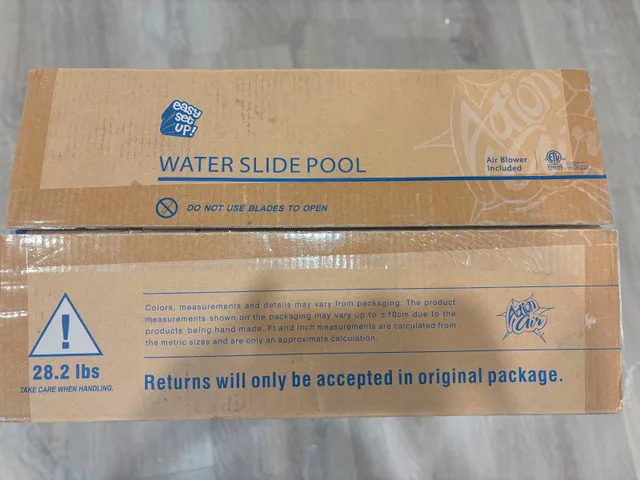 easy
set
UP!
Action
Air
WATER SLIDE POOL
Air Blower
Included
ETL
DO NOT USE BLADES TO OPEN
Colors, measurements and details may vary from packaging. The product
measurements shown on the packaging may vary up to ±10cm due to the
products' being hand-made. Ft and inch measurements are calculated from
the metric sizes and are only an approximate calculation.
Action
Air
!
28.2 lbs
TAKE CARE WHEN HANDLING.
Returns will only be accepted in original package.